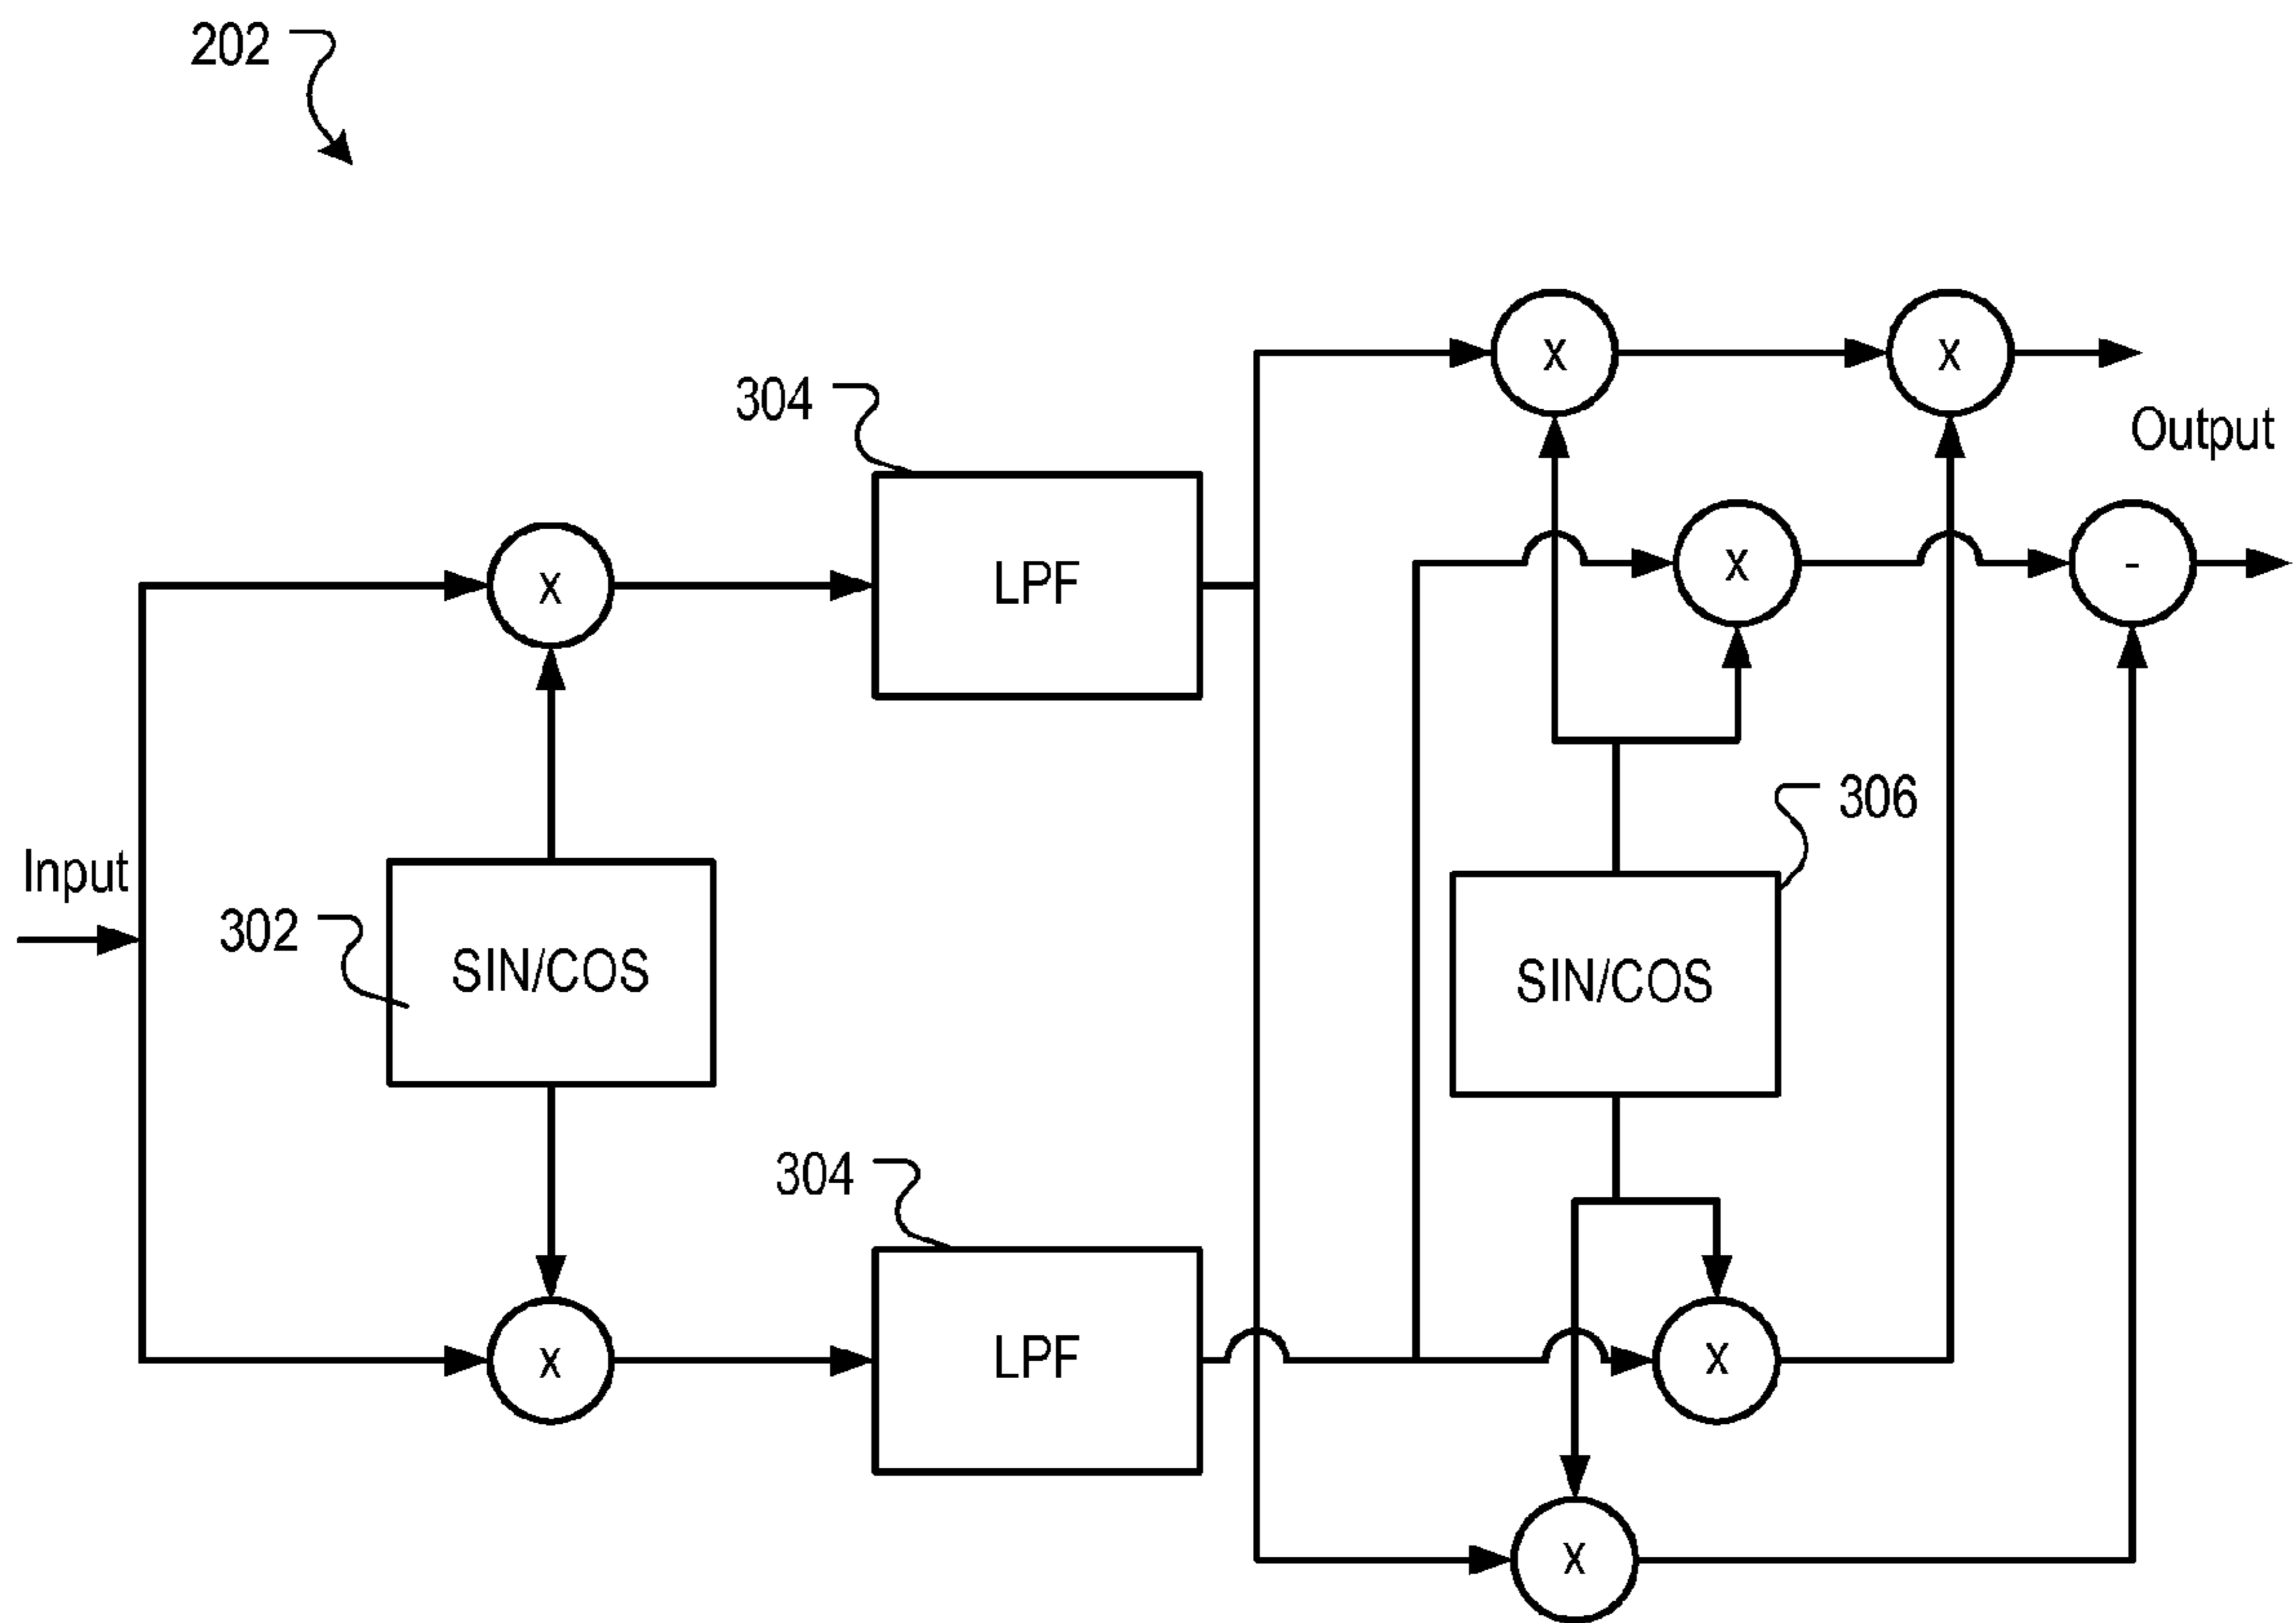 202
304
x
x
Output
x
LPF
x
-
306
Input
302
SIN/COS
SIN/COS
304
x
LPF
x
x